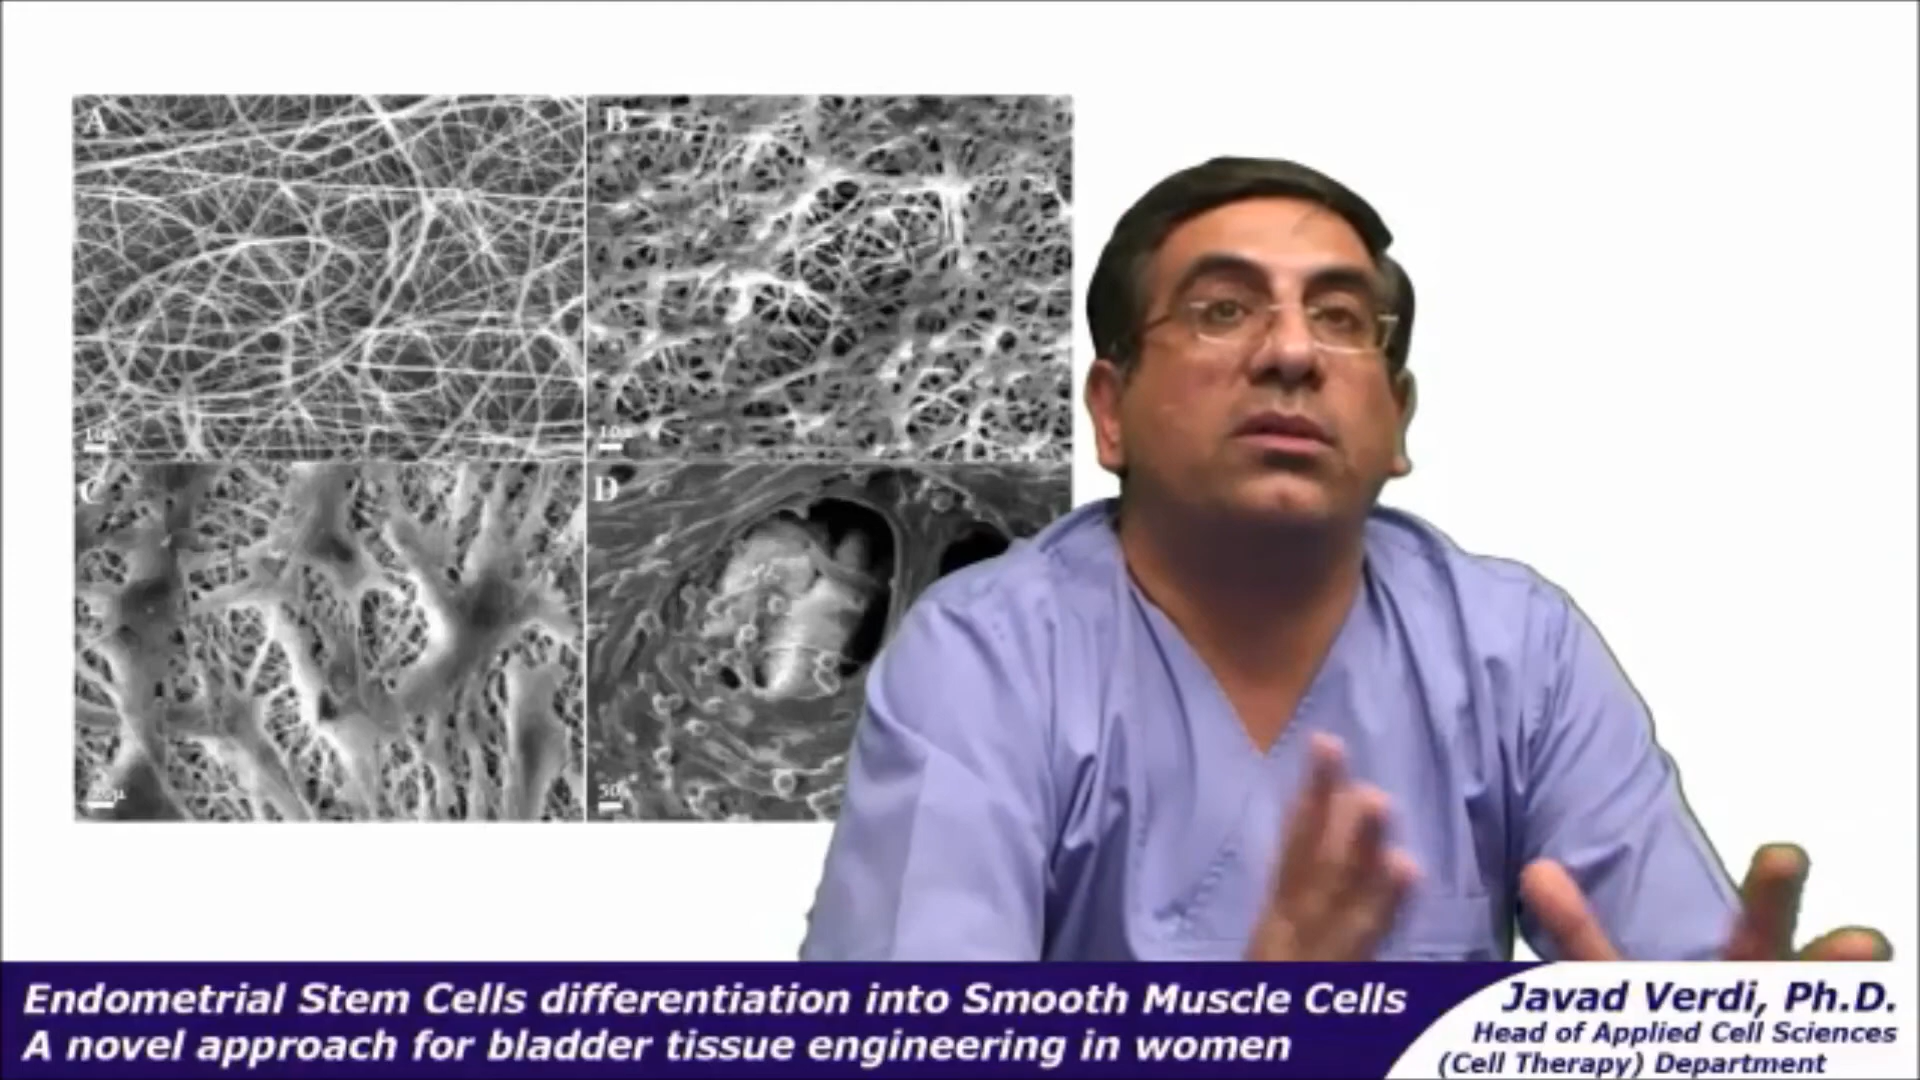 A
B
C
D
Endometrial Stem Cells differentiation into Smooth Muscle Cells
A novel approach for bladder tissue engineering in women
Javad Verdi, Ph.D.
Head of Applied Cell Sciences
(Cell Therapy) Department